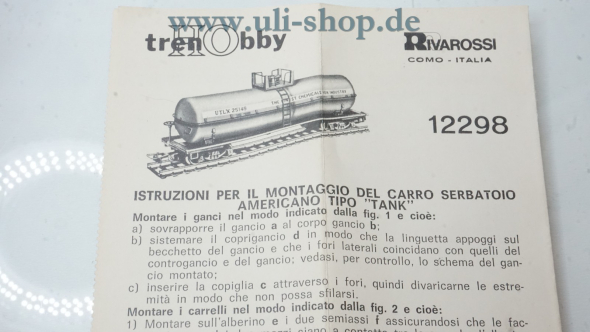 www.uli-shop.de
trenHObby
RIVAROSSI
COMO - ITALIA
UTLX 25149
12298
ISTRUZIONI PER IL MONTAGGIO DEL CARRO SERBATOIO
AMERICANO TIPO "TANK"
Montare i ganci nel modo indicato dalla fig. 1 e cioè:
a) sovrapporre il gancio a al corpo gancio b;
b) sistemare il coprigancio d in modo che la linguetta appoggi sul
becchetto del gancio e che i fori laterali coincidano con quelli del
controgancio e del gancio; vedasi, per controllo, lo schema del gan-
cio montato;
c) inserire la copiglia c attraverso i fori, quindi divaricarne le estre-
mità in modo che non possa sfilarsi.
Montare i carrelli nel modo indicato dalla fig. 2 e cioè:
1) Montare sull'alberino e i due semiassi f assicurandosi che le fac-